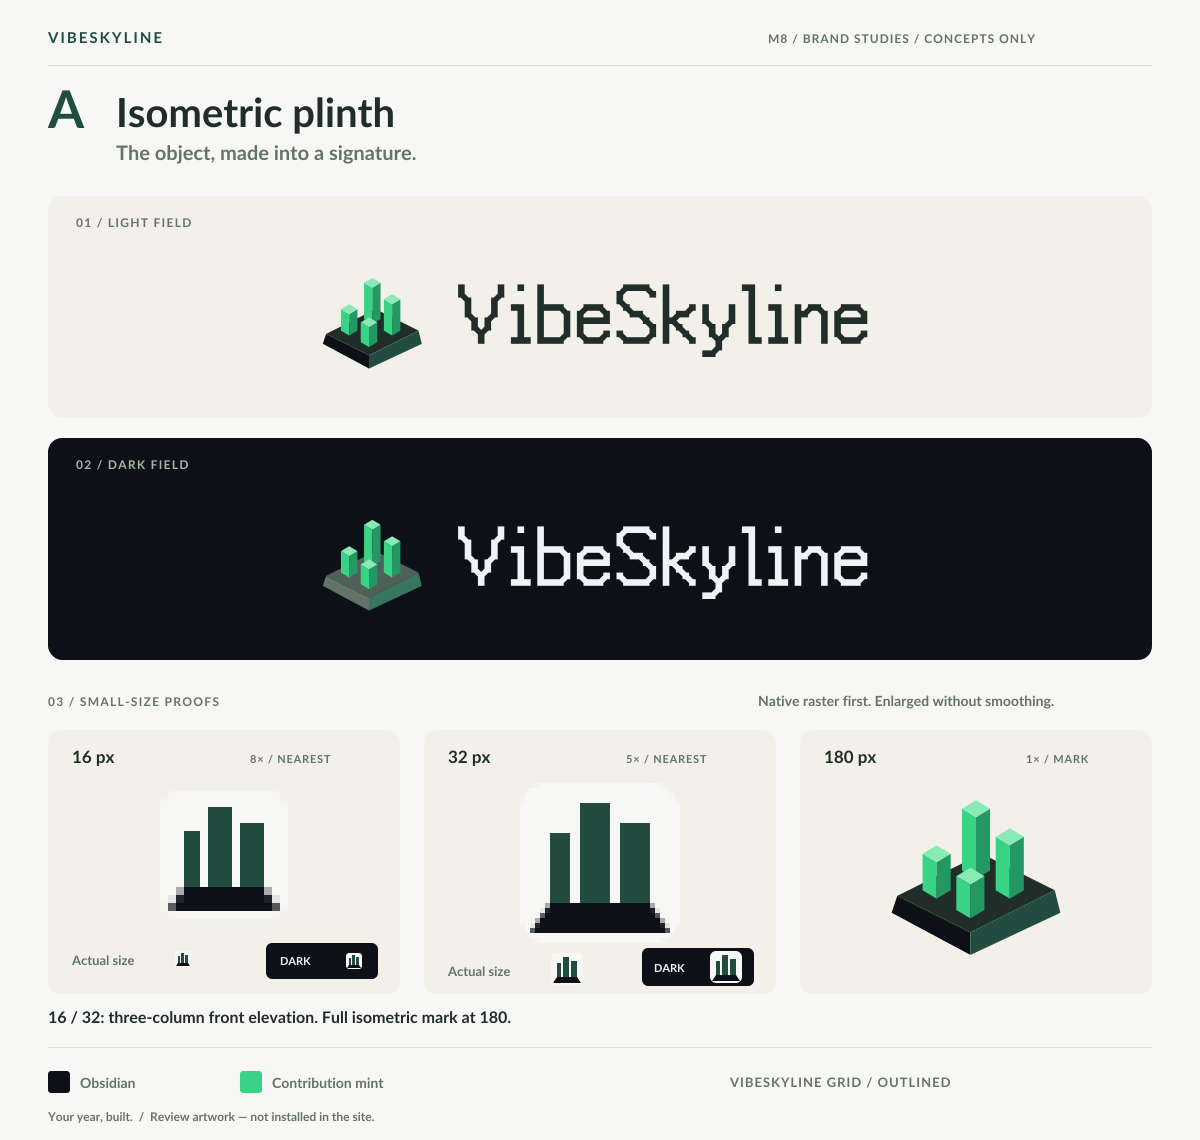 VIBESKYLINE
M8 / BRAND STUDIES / CONCEPTS ONLY
A
Isometric plinth
The object, made into a signature.
01 / LIGHT FIELD
VibeSkyline
02 / DARK FIELD
VibeSkyline
03 / SMALL-SIZE PROOFS
Native raster first. Enlarged without smoothing.
16 px
8× / NEAREST
Actual size
DARK
32 px
5× / NEAREST
Actual size
DARK
180 px
1× / MARK
16 / 32: three-column front elevation. Full isometric mark at 180.
Obsidian
Contribution mint
VIBESKYLINE GRID / OUTLINED
Your year, built. / Review artwork — not installed in the site.